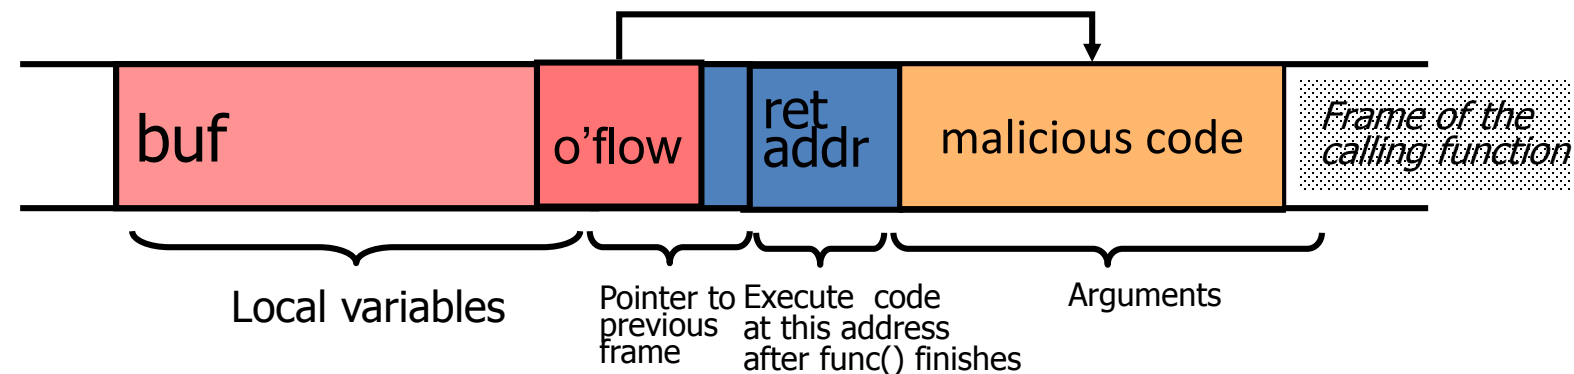 buf
o’flow
ret
addr
malicious code
Frame of the
calling function
Local variables
Pointer to
previous
frame
Execute code
at this address
after func() finishes
Arguments